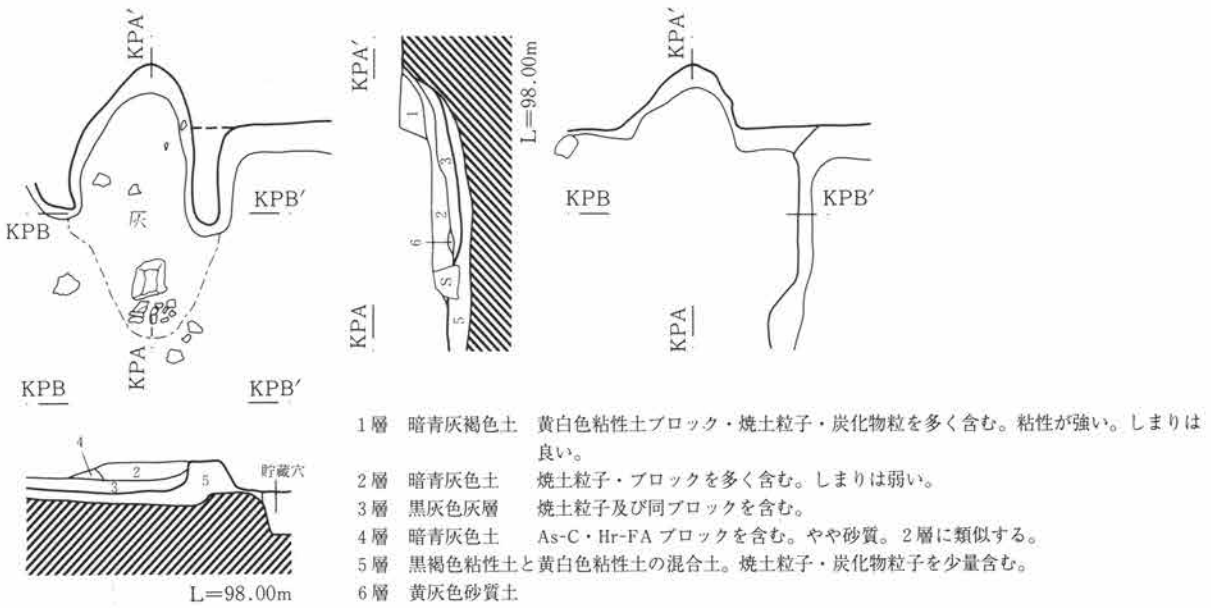 KPA′
KPB
KPB′
灰
KPA
KPA′
L=98.00m
1
3
2
6
S
5
KPA
KPA′
KPB
KPB′
KPA
KPB
KPB′
4
2
3
5
貯蔵穴
L=98.00m
1層 暗青灰褐色土 黄白色粘性土ブロック・焼土粒子・炭化物粒を多く含む。粘性が強い。しまりは
良い。
2層 暗青灰色土 焼土粒子・ブロックを多く含む。しまりは弱い。
3層 黒灰色灰層 焼土粒子及び同ブロックを含む。
4層 暗青灰色土 As-C・Hr-FA ブロックを含む。やや砂質。2層に類似する。
5層 黒褐色粘性土と黄白色粘性土の混合土。焼土粒子・炭化物粒子を少量含む。
6層 黄灰色砂質土